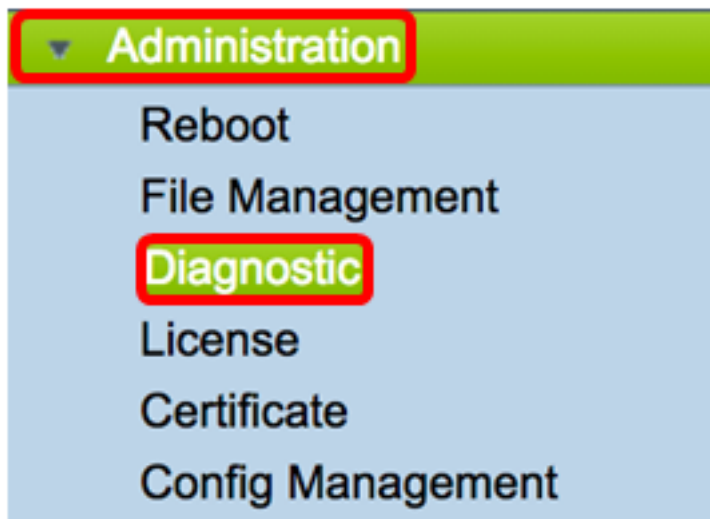 Administration
Reboot
File Management
Diagnostic
License
Certificate
Config Management